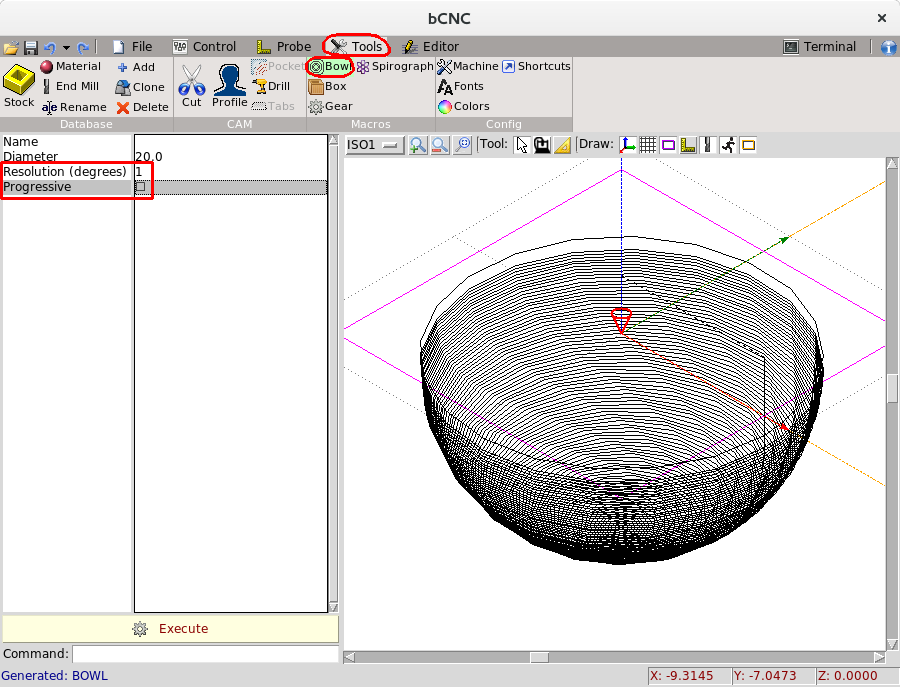 bCNC
File Control Probe Tools Editor Terminal
Material Add Pocket Bowl Spirograph Machine Shortcuts
End Mill Clone Drill Box Fonts
Stock Rename Delete Cut Profile Tabs Gear Colors
Database CAM Macros Config
Name
Diameter 20.0
Resolution (degrees) 1
Progressive
ISO1 Tool: Draw:
Execute
Command:
Generated: BOWL X: -9.3145 Y: -7.0473 Z: 0.0000